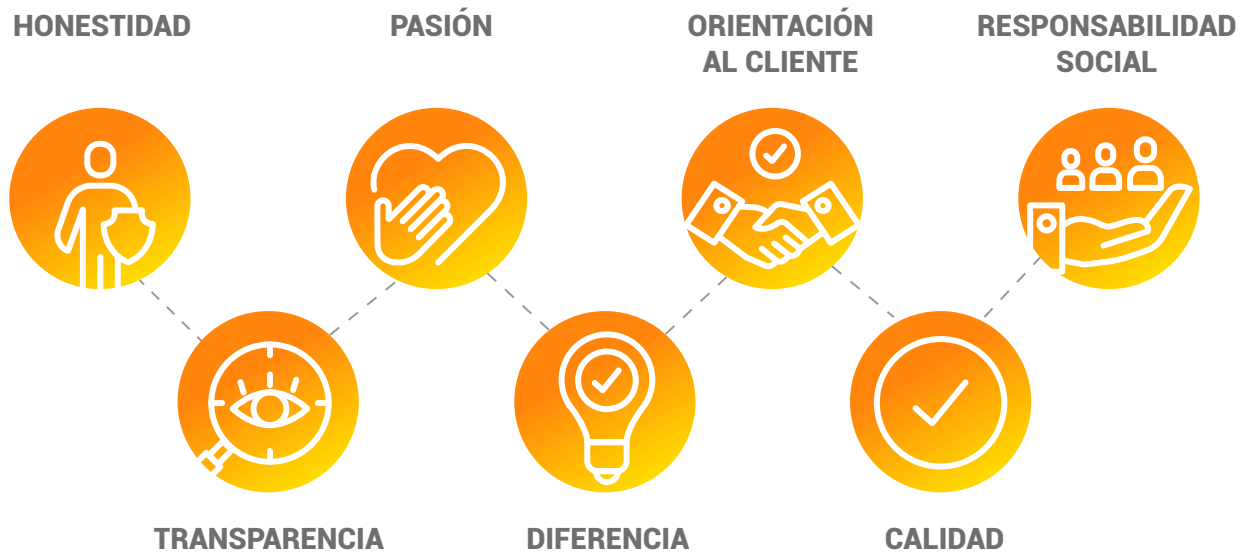 HONESTIDAD
PASIÓN
ORIENTACIÓN
AL CLIENTE
RESPONSABILIDAD
SOCIAL
TRANSPARENCIA
DIFERENCIA
CALIDAD